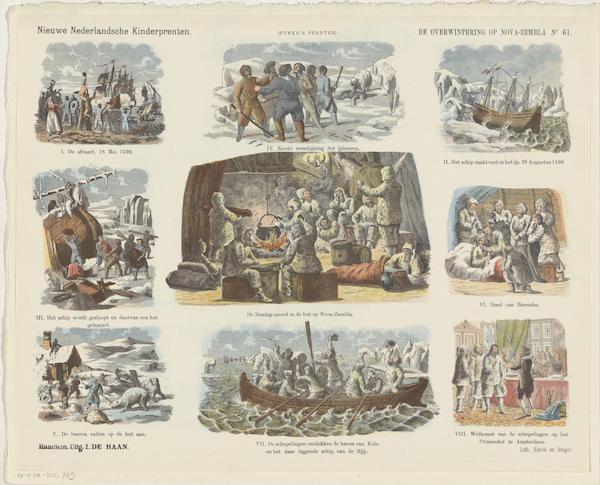 Nieuwe Nederlandsche Kinderprenten.
(FUNKE'S PRENTEN)
DE OVERWINTERING OP NOVA-ZEMBLA No 61.
I. De afvaart. 18 Mei 1596.
IV. Eerste verschijning der ijsbeeren.
II. Het schip raakt vast in het ijs. 26 Augustus 1596.
III. Het schip wordt gesloopt en daarvan een hut
gebouwd.
De Zondag-avond in de hut op Nova-Zembla.
VI. Dood van Barendsz.
V. De beeren vallen op de hut aan.
VII. De schepelingen ontdekken de haven van Kola
en het daar liggende schip van de Rijp.
VIII. Welkomst van de schepelingen op het
Prinsenhof te Amsterdam.
Haarlem. Uitg. I. DE HAAN.
Lith. Emrik en Binger